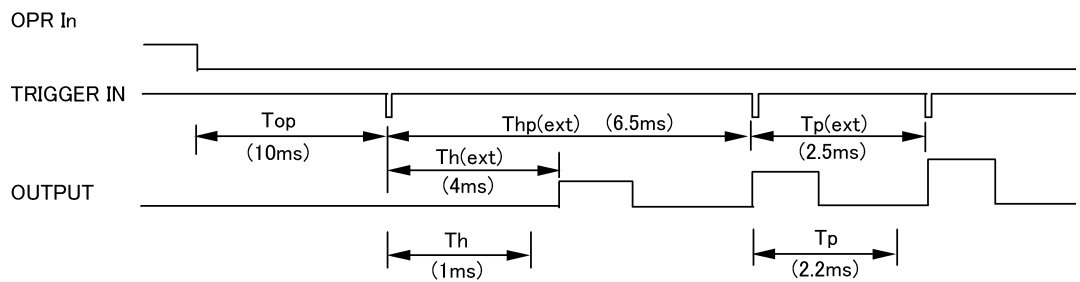 OPR In
TRIGGER IN
Top
(10ms)
Thp(ext) (6.5ms)
Tp(ext)
(2.5ms)
Th(ext)
(4ms)
OUTPUT
Th
(1ms)
Tp
(2.2ms)